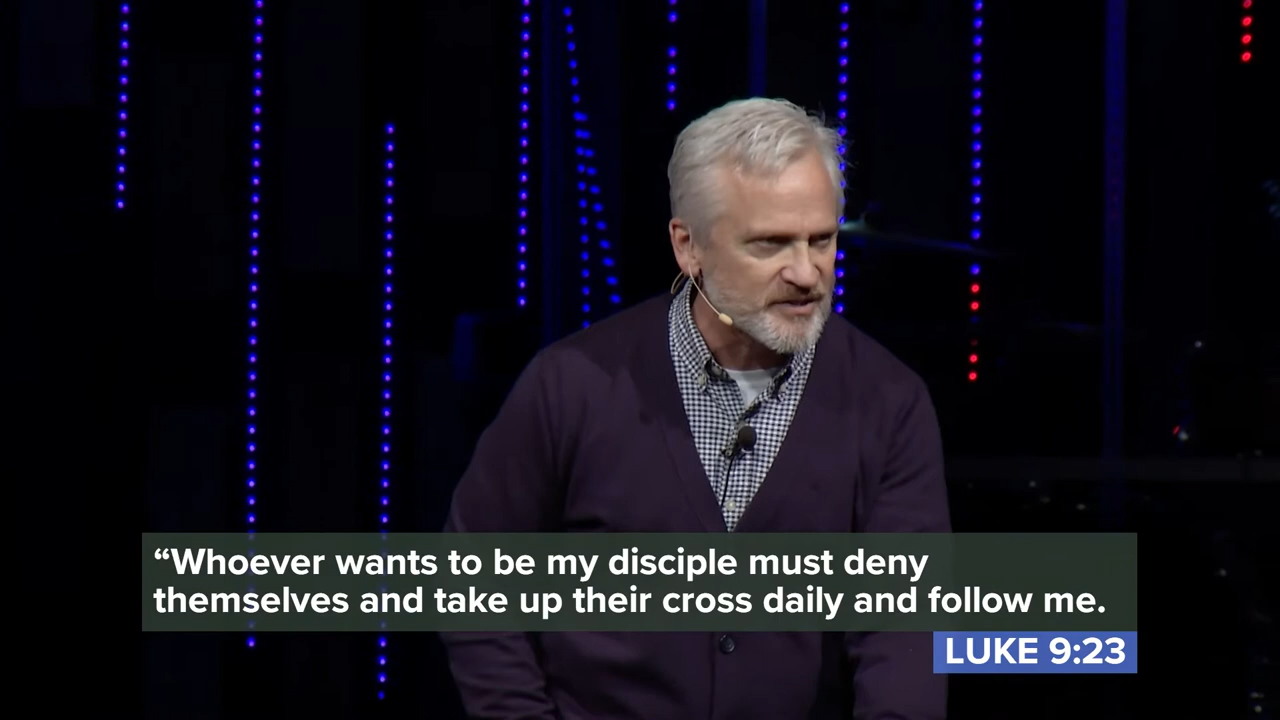 “Whoever wants to be my disciple must deny
themselves and take up their cross daily and follow me.
LUKE 9:23